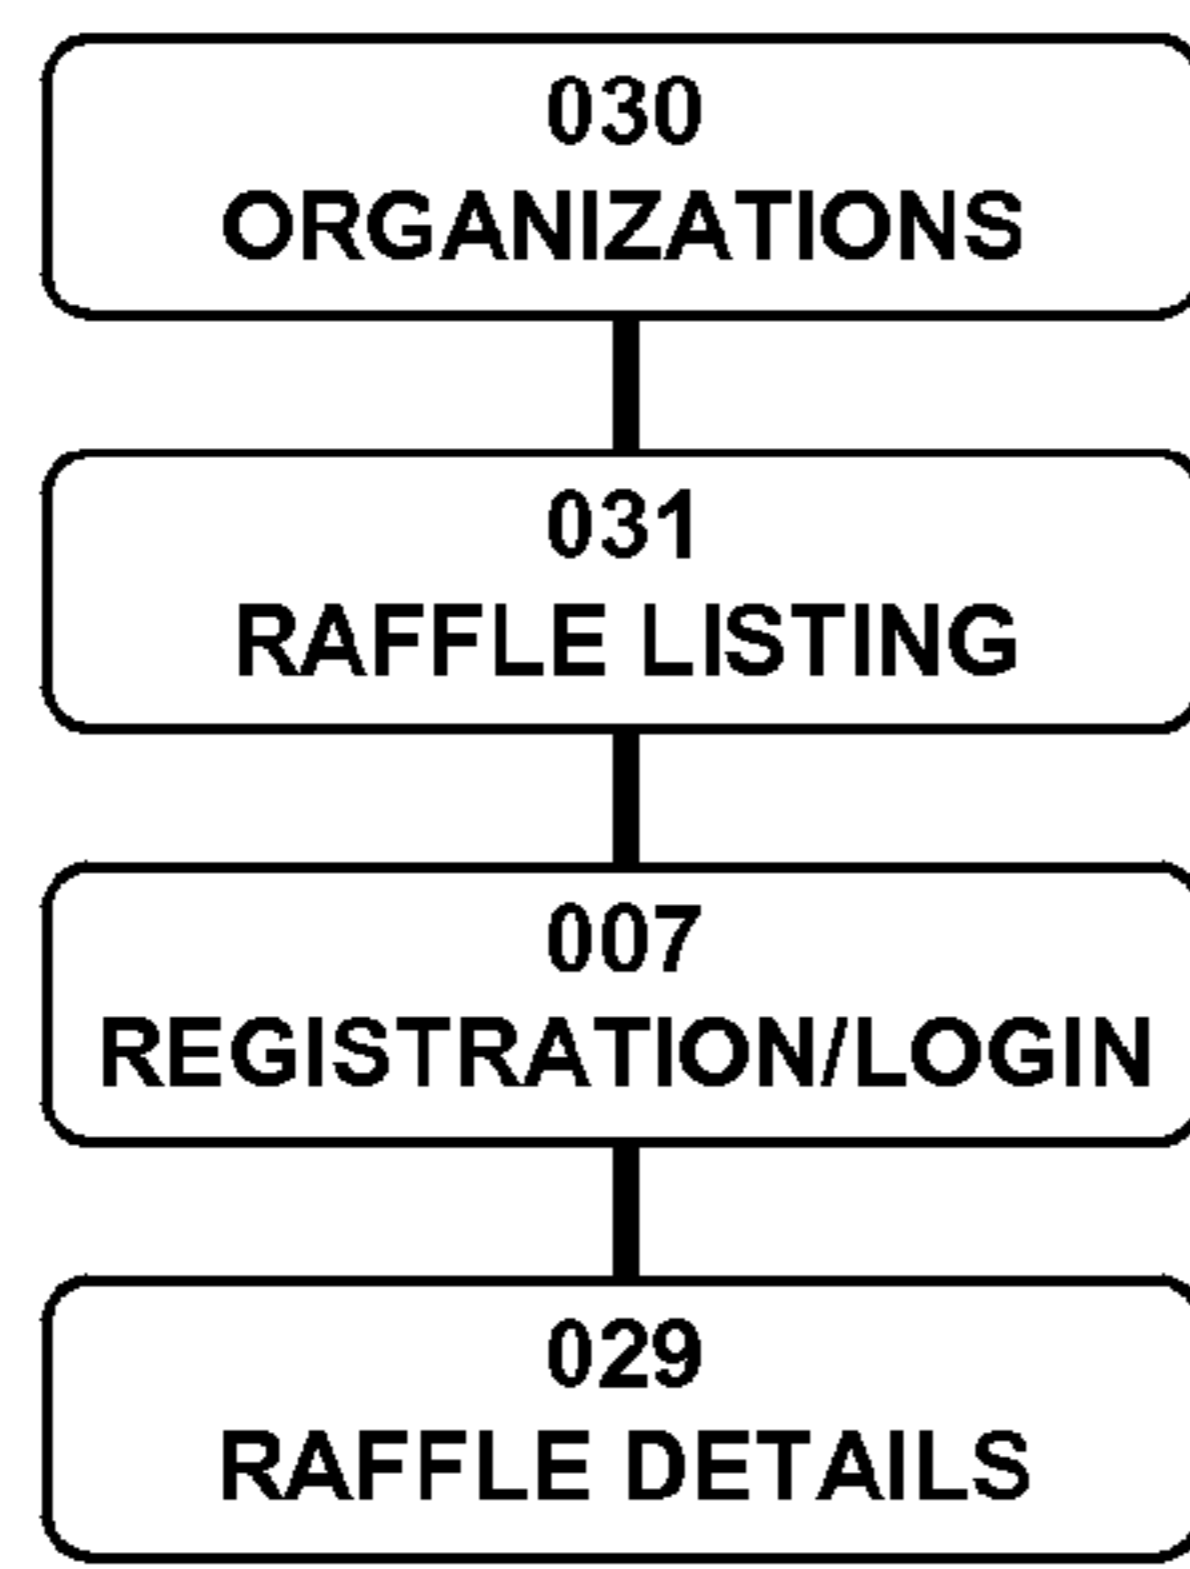 030
ORGANIZATIONS
031
RAFFLE LISTING
007
REGISTRATION/LOGIN
029
RAFFLE DETAILS